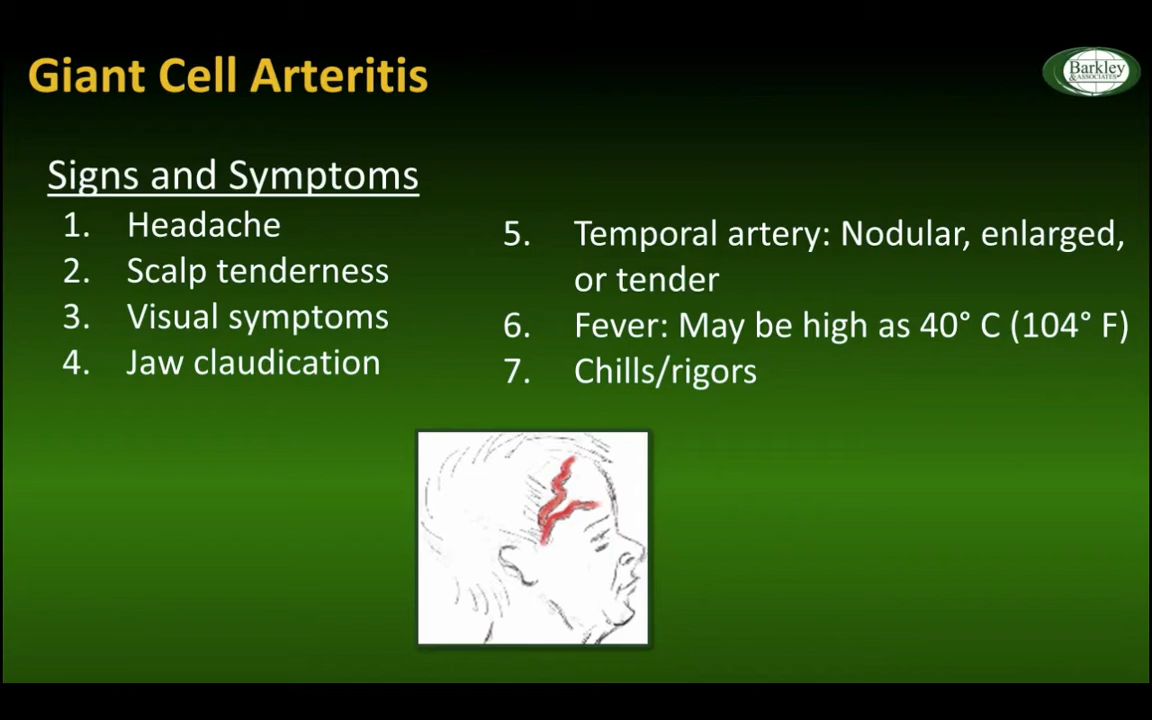 Giant Cell Arteritis
Barkley
& ASSOCIATES
Signs and Symptoms
1. Headache
2. Scalp tenderness
3. Visual symptoms
4. Jaw claudication
5. Temporal artery: Nodular, enlarged,
or tender
6. Fever: May be high as 40° C (104° F)
7. Chills/rigors